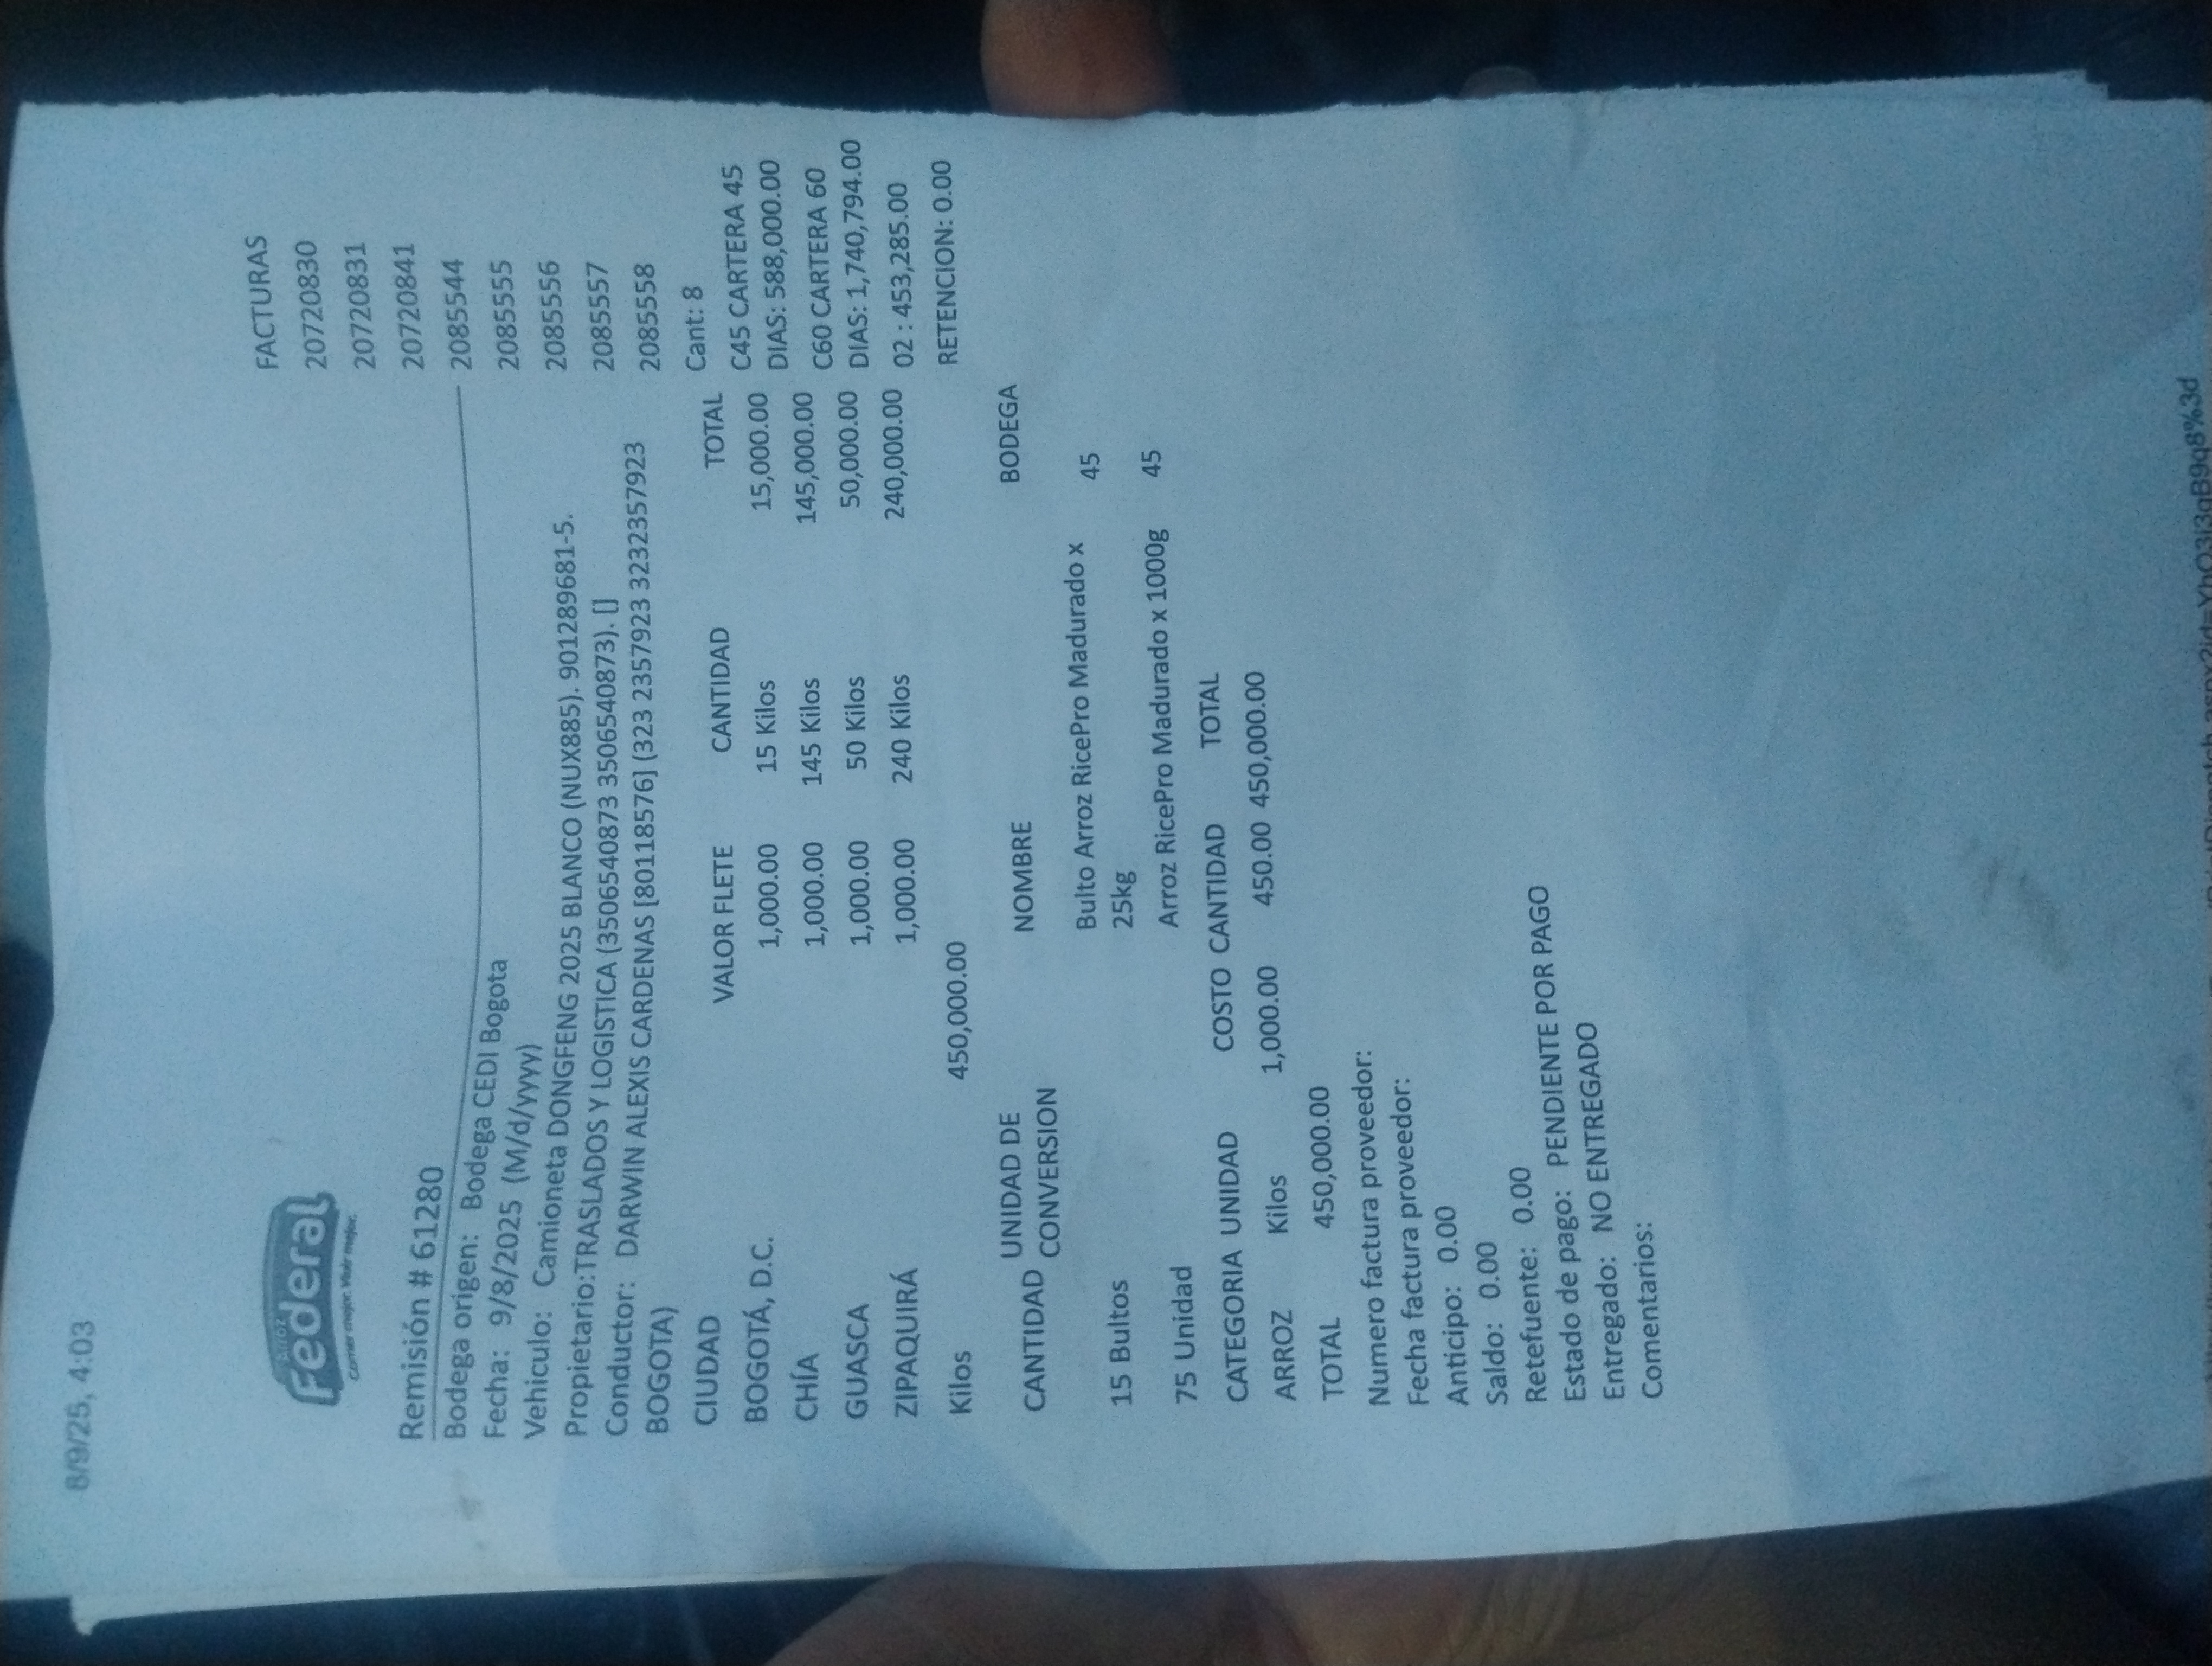 8/9/25, 4:03
Federal
Comer mejor. Vivir mejor.
FACTURAS
20720830
20720831
20720841
2085544
2085555
2085556
2085557
2085558
Cant: 8
C45 CARTERA 45
DIAS: 588,000.00
C60 CARTERA 60
DIAS: 1,740,794.00
02 : 453,285.00
RETENCION: 0.00
Remisión # 61280
Bodega origen: Bodega CEDI Bogota
Fecha: 9/8/2025 (M/d/yyyy)
Vehiculo: Camioneta DONGFENG 2025 BLANCO (NUX885). 901289681-5.
Propietario:TRASLADOS Y LOGISTICA (3506540873 3506540873). []
Conductor: DARWIN ALEXIS CARDENAS [80118576] (323 2357923 3232357923
BOGOTA)
CIUDAD VALOR FLETE CANTIDAD TOTAL
BOGOTÁ, D.C. 1,000.00 15 Kilos 15,000.00
CHÍA 1,000.00 145 Kilos 145,000.00
GUASCA 1,000.00 50 Kilos 50,000.00
ZIPAQUIRÁ 1,000.00 240 Kilos 240,000.00
Kilos 450,000.00
CANTIDAD UNIDAD DE CONVERSION NOMBRE BODEGA
15 Bultos Bulto Arroz RicePro Madurado x 45
25kg
75 Unidad Arroz RicePro Madurado x 1000g 45
CATEGORIA UNIDAD COSTO CANTIDAD TOTAL
ARROZ Kilos 1,000.00 450.00 450,000.00
TOTAL 450,000.00
Numero factura proveedor:
Fecha factura proveedor:
Anticipo: 0.00
Saldo: 0.00
Retefuente: 0.00
Estado de pago: PENDIENTE POR PAGO
Entregado: NO ENTREGADO
Comentarios: